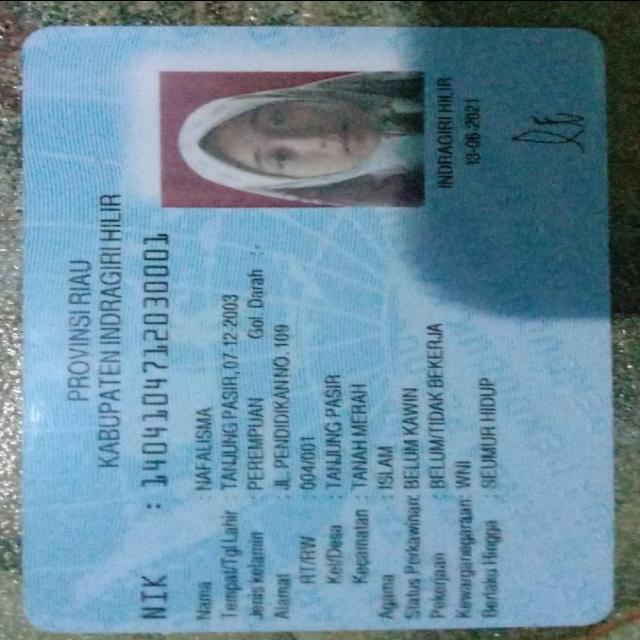 PROVINSI RIAU
KABUPATEN INDRAGIRI HILIR
NIK : 1404104712030001
Nama : NAFALISMA
Tempat/Tgl Lahir : TANJUNG PASIR, 07-12-2003
Jenis kelamin : PEREMPUAN Gol. Darah : -
Alamat : JL. PENDIDIKAN NO. 109
RT/RW : 004/001
Kel/Desa : TANJUNG PASIR
Kecamatan : TANAH MERAH
Agama : ISLAM
Status Perkawinan: BELUM KAWIN
Pekerjaan : BELUM/TIDAK BEKERJA
Kewarganegaraan: WNI
Berlaku Hingga : SEUMUR HIDUP
INDRAGIRI HILIR
13-06-2021